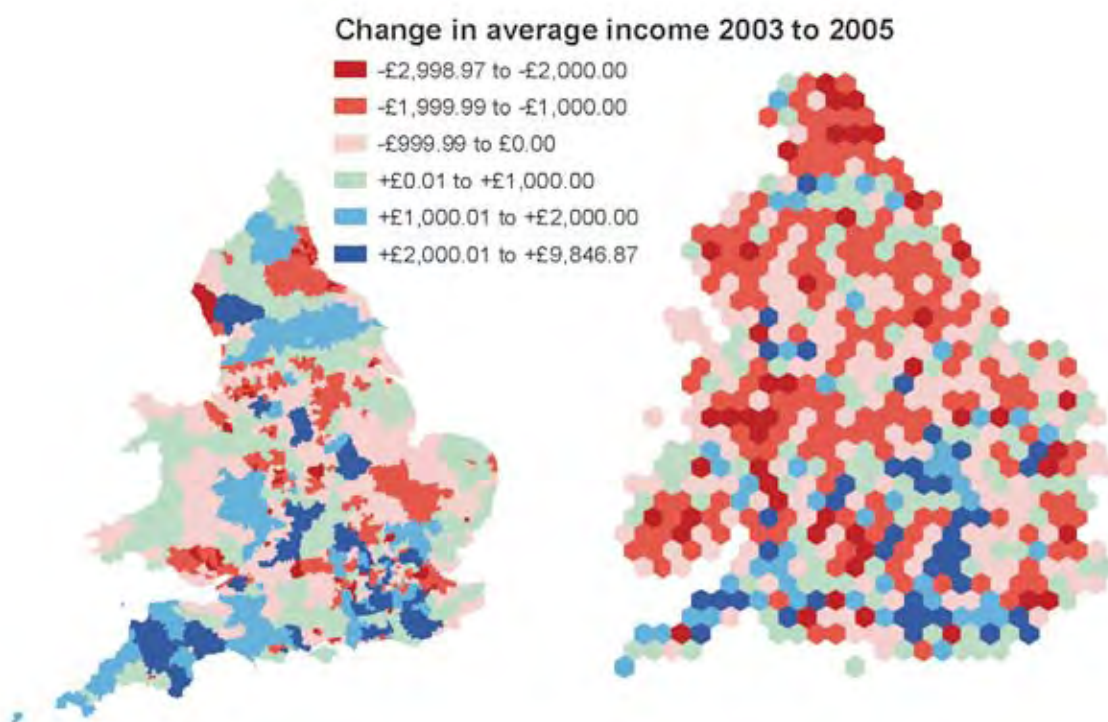 Change in average income 2003 to 2005
-£2,998.97 to -£2,000.00
-£1,999.99 to -£1,000.00
-£999.99 to £0.00
+£0.01 to +£1,000.00
+£1,000.01 to +£2,000.00
+£2,000.01 to +£9,846.87